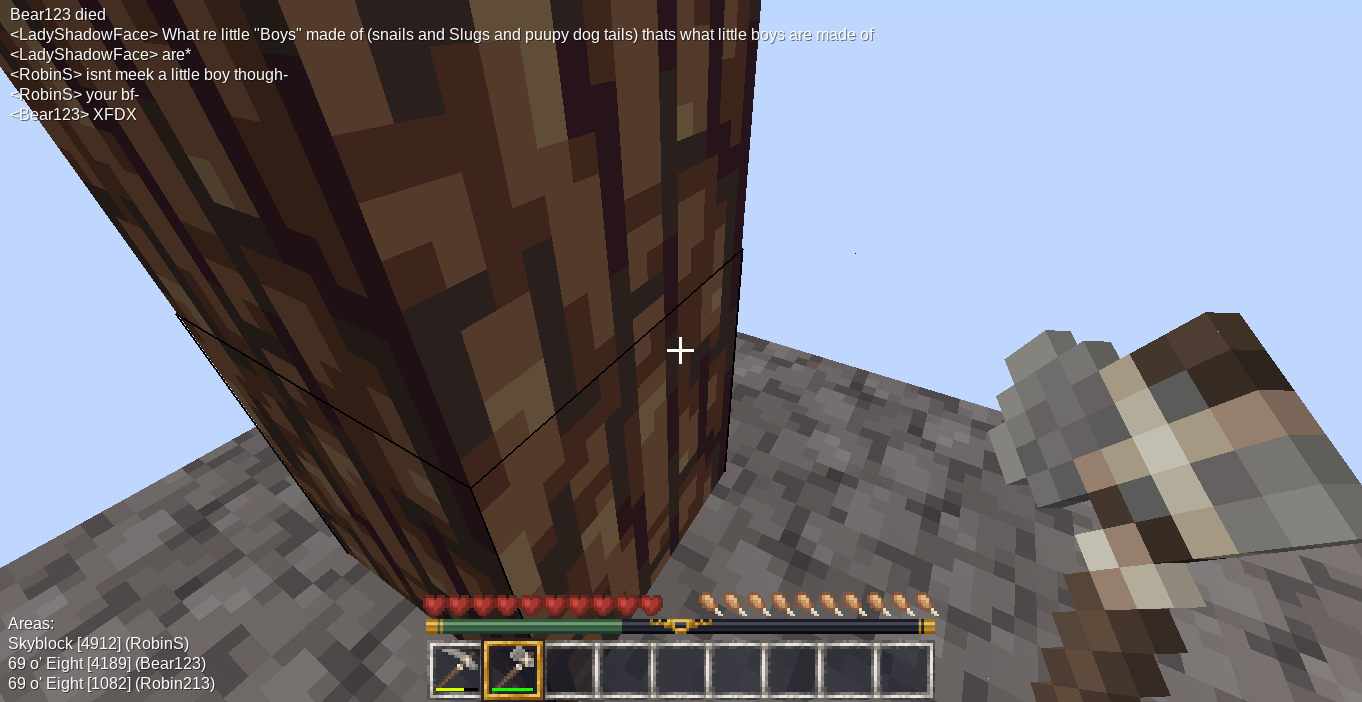 Bear123 died
<LadyShadowFace> What re little "Boys" made of (snails and Slugs and puupy dog tails) thats what little boys are made of
<LadyShadowFace> are*
<RobinS> isnt meek a little boy though-
<RobinS> your bf-
<Bear123> XFDX
Areas:
Skyblock [4912] (RobinS)
69 o' Eight [4189] (Bear123)
69 o' Eight [1082] (Robin213)